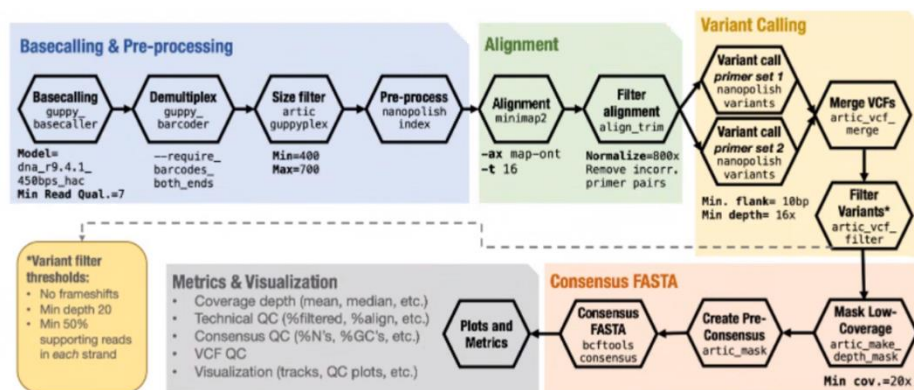 Basecalling & Pre-processing
Basecalling
guppy_
basecaller
Model=
dna_r9.4.1_
450bps_hac
Min Read Qual.=7
Demultiplex
guppy_
barcoder
--require_
barcodes_
both_ends
Size filter
artic
guppyplex
Min=400
Max=700
Pre-process
nanopolish
index
Alignment
Alignment
minimap2
-ax map-ont
-t 16
Filter
alignment
align_trim
Normalize=800x
Remove incorr.
primer pairs
Variant Calling
Variant call
primer set 1
nanopolish
variants
Variant call
primer set 2
nanopolish
variants
Min. flank= 10bp
Min depth= 16x
Merge VCFs
artic_vcf_
merge
Filter
Variants*
artic_vcf_
filter
*Variant filter
thresholds:
• No frameshifts
• Min depth 20
• Min 50%
supporting reads
in each strand
Metrics & Visualization
• Coverage depth (mean, median, etc.)
• Technical QC (%filtered, %align, etc.)
• Consensus QC (%N's, %GC's, etc.)
• VCF QC
• Visualization (tracks, QC plots, etc.)
Plots and
Metrics
Consensus FASTA
Consensus
FASTA
bcftools
consensus
Create Pre-
Consensus
artic_mask
Mask Low-
Coverage
artic_make_
depth_mask
Min cov.=20x